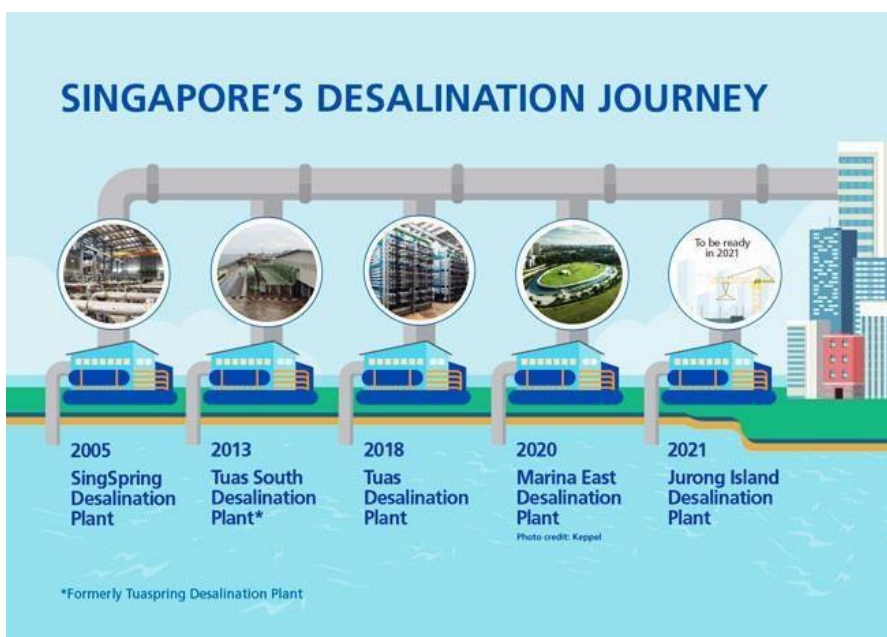 SINGAPORE'S DESALINATION JOURNEY
To be ready
in 2021
2005
SingSpring
Desalination
Plant
2013
Tuas South
Desalination
Plant*
2018
Tuas
Desalination
Plant
2020
Marina East
Desalination
Plant
Photo credit: Keppel
2021
Jurong Island
Desalination
Plant
*Formerly Tuaspring Desalination Plant